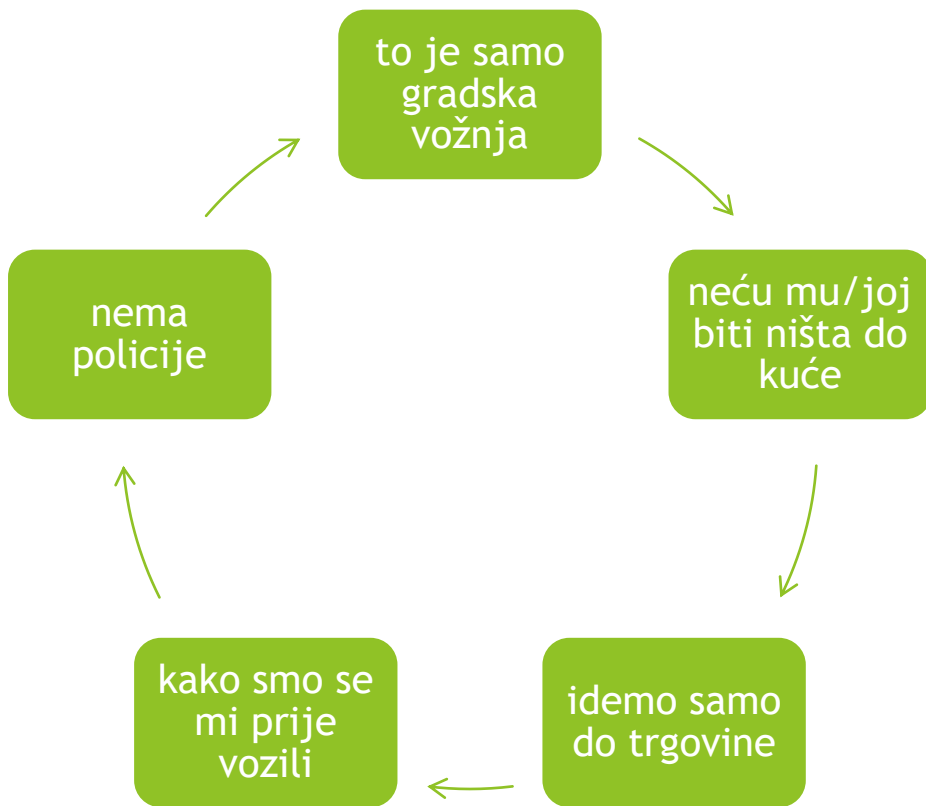 to je samo
gradska
vožnja
neću mu/joj
biti ništa do
kuće
idemo samo
do trgovine
kako smo se
mi prije
vozili
nema
policije